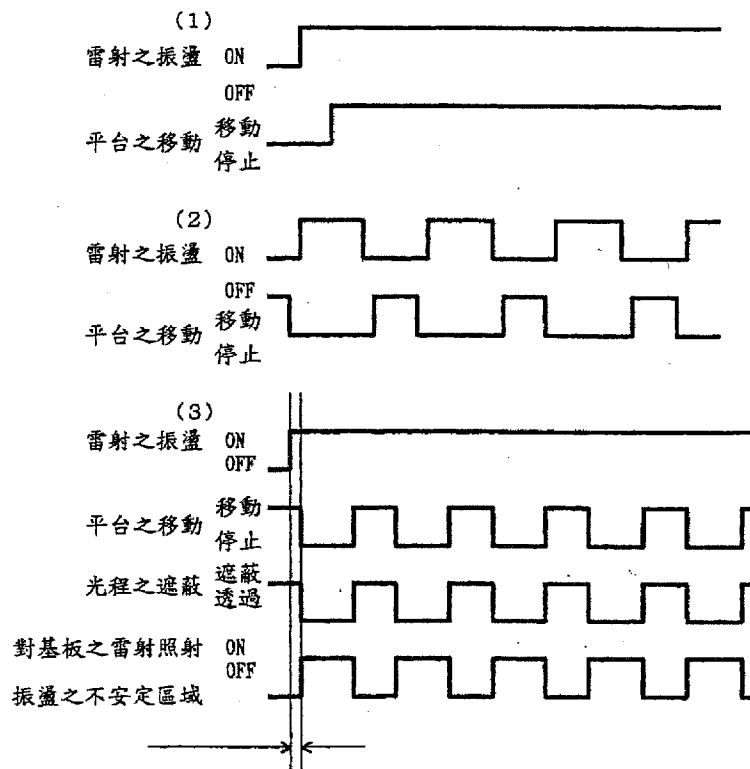 (1)
雷射之振盪 ON
OFF
平台之移動 移動
停止
(2)
雷射之振盪 ON
OFF
平台之移動 移動
停止
(3)
雷射之振盪 ON
OFF
平台之移動 移動
停止
光程之遮蔽 遮蔽
透過
對基板之雷射照射 ON
OFF
振盪之不安定區域